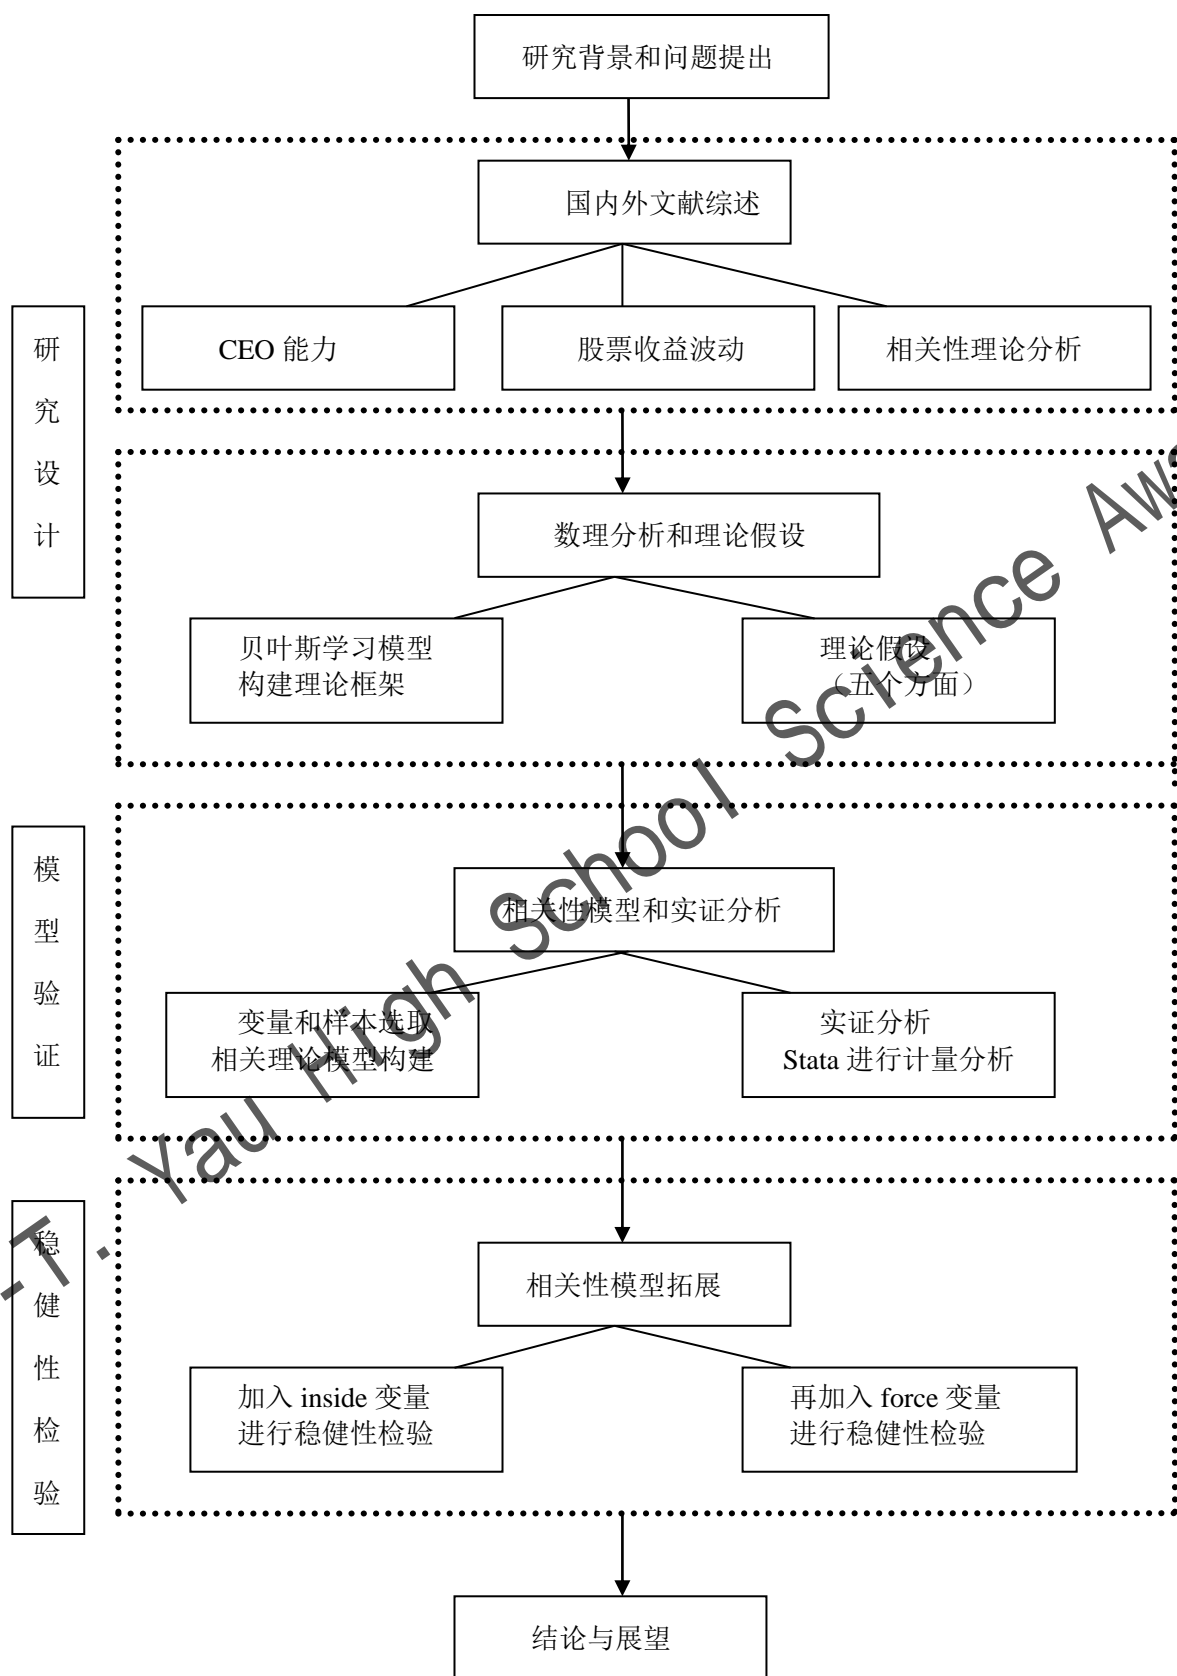 研究背景和问题提出
国内外文献综述
CEO 能力
股票收益波动
相关性理论分析
研究设计
数理分析和理论假设
贝叶斯学习模型
构建理论框架
理论假设
（五个方面）
模型验证
相关性模型和实证分析
变量和样本选取
相关理论模型构建
实证分析
Stata 进行计量分析
稳健性检验
相关性模型拓展
加入 inside 变量
进行稳健性检验
再加入 force 变量
进行稳健性检验
结论与展望
-T. Yau High School Science